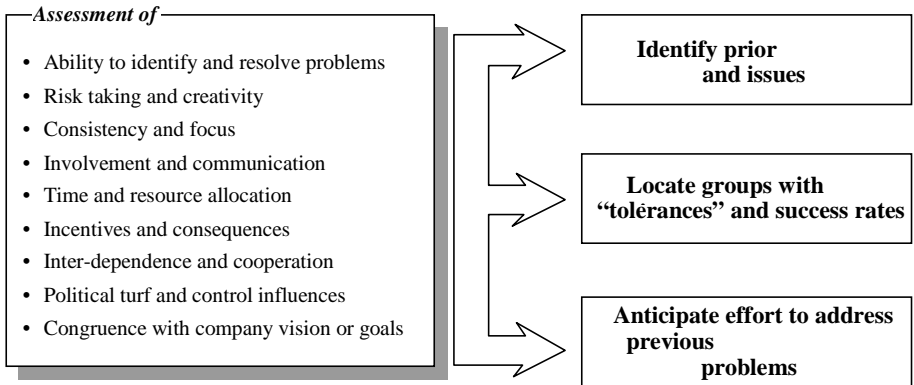 Assessment of
• Ability to identify and resolve problems
• Risk taking and creativity
• Consistency and focus
• Involvement and communication
• Time and resource allocation
• Incentives and consequences
• Inter-dependence and cooperation
• Political turf and control influences
• Congruence with company vision or goals
Identify prior
and issues
Locate groups with
“tolérances” and success rates
Anticipate effort to address
previous
problems